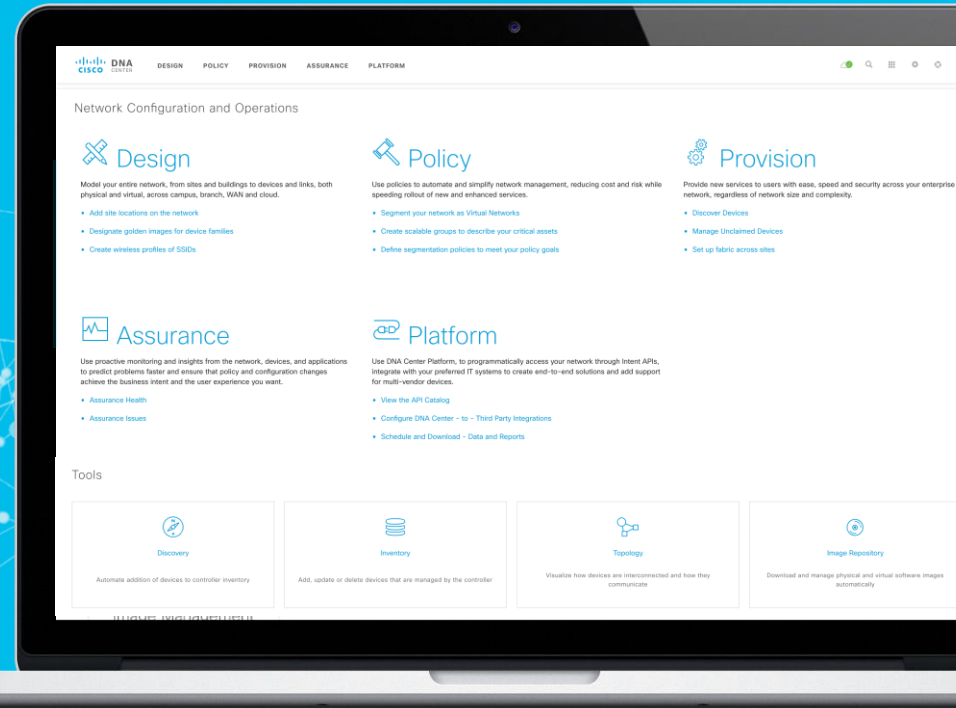 CISCO DNA CENTER DESIGN POLICY PROVISION ASSURANCE PLATFORM
Network Configuration and Operations
Design
Model your entire network, from sites and buildings to devices and links, both
physical and virtual, across campus, branch, WAN and cloud.
• Add site locations on the network
• Designate golden images for device families
• Create wireless profiles of SSIDs
Policy
Use policies to automate and simplify network management, reducing cost and risk while
speeding rollout of new and enhanced services.
• Segment your network as Virtual Networks
• Create scalable groups to describe your critical assets
• Define segmentation policies to meet your policy goals
Provision
Provide new services to users with ease, speed and security across your enterprise
network, regardless of network size and complexity.
• Discover Devices
• Manage Unclaimed Devices
• Set up fabric across sites
Assurance
Use proactive monitoring and insights from the network, devices, and applications
to predict problems faster and ensure that policy and configuration changes
achieve the business intent and the user experience you want.
• Assurance Health
• Assurance Issues
Platform
Use DNA Center Platform, to programmatically access your network through Intent APIs,
integrate with your preferred IT systems to create end-to-end solutions and add support
for multi-vendor devices.
• View the API Catalog
• Configure DNA Center - to - Third Party Integrations
• Schedule and Download - Data and Reports
Tools
Discovery
Automate addition of devices to controller inventory
Inventory
Add, update or delete devices that are managed by the controller
Topology
Visualize how devices are interconnected and how they
communicate
Image Repository
Download and manage physical and virtual software images
automatically
Image Management